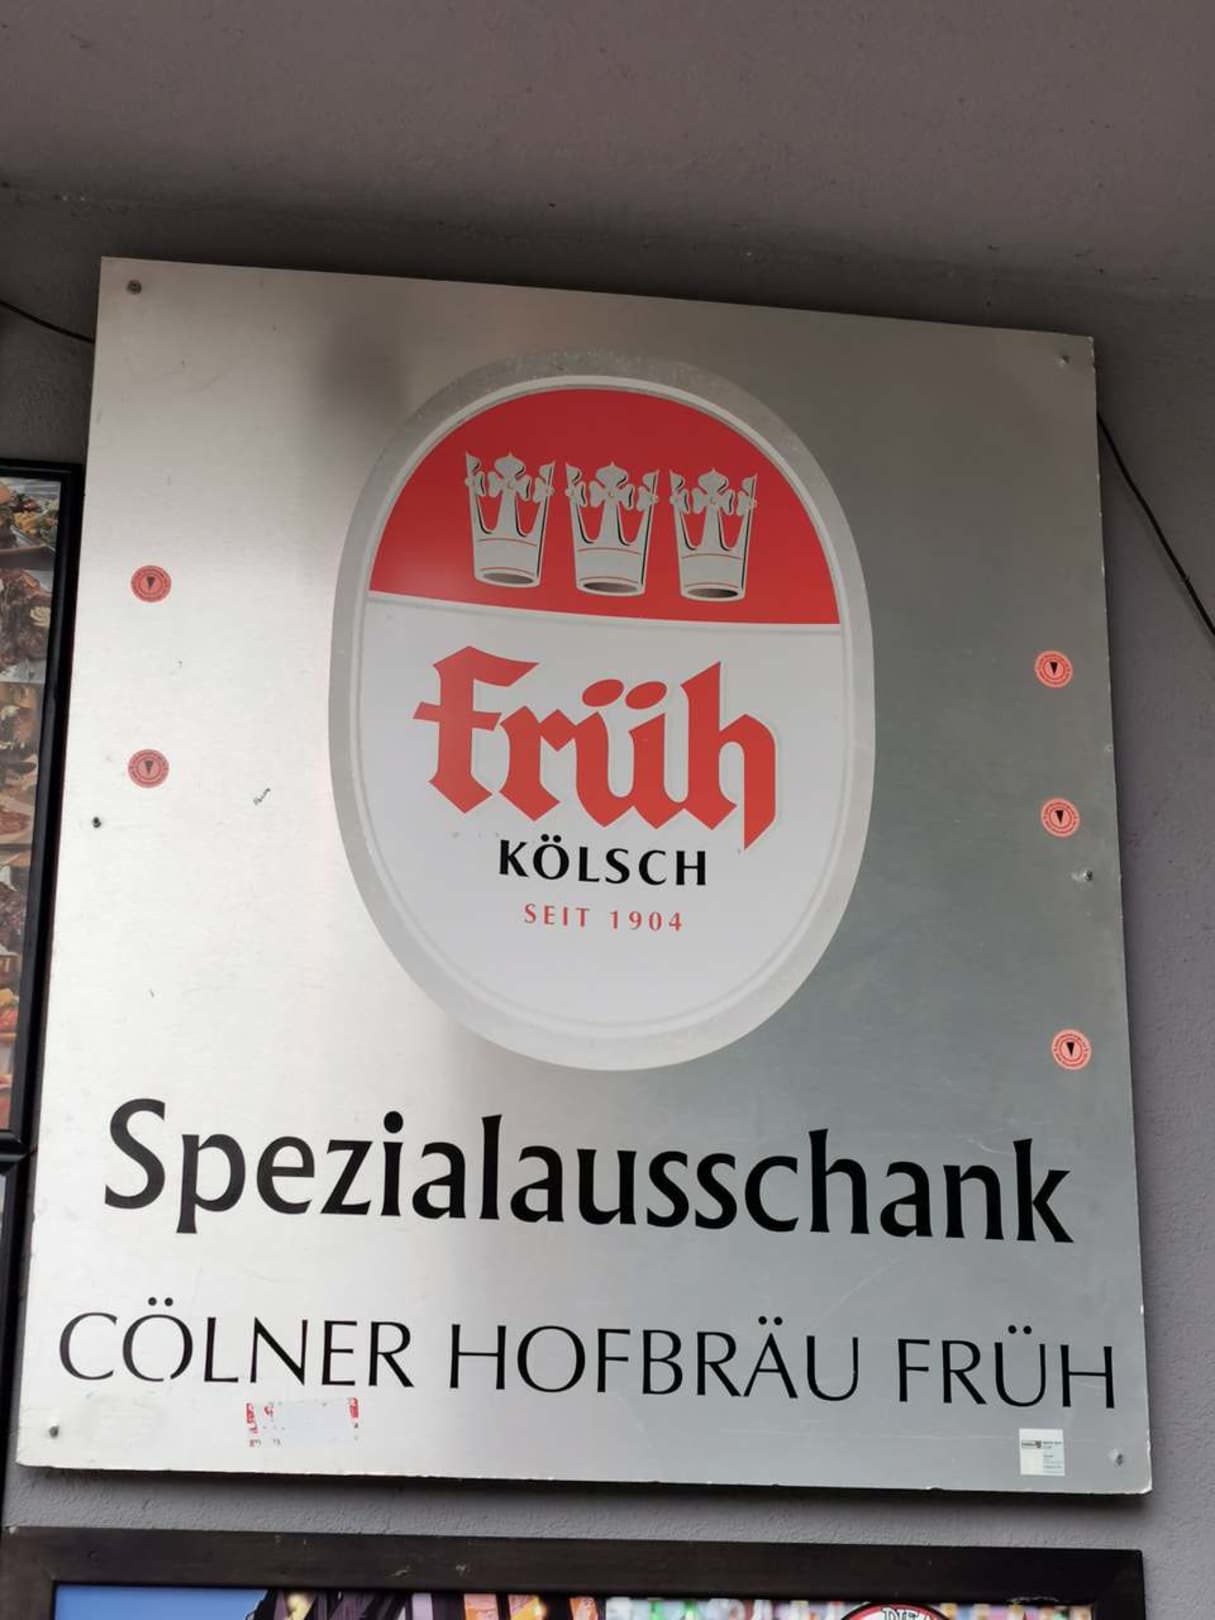 Früh
KÖLSCH
SEIT 1904
Spezialausschank
CÖLNER HOFBRÄU FRÜH